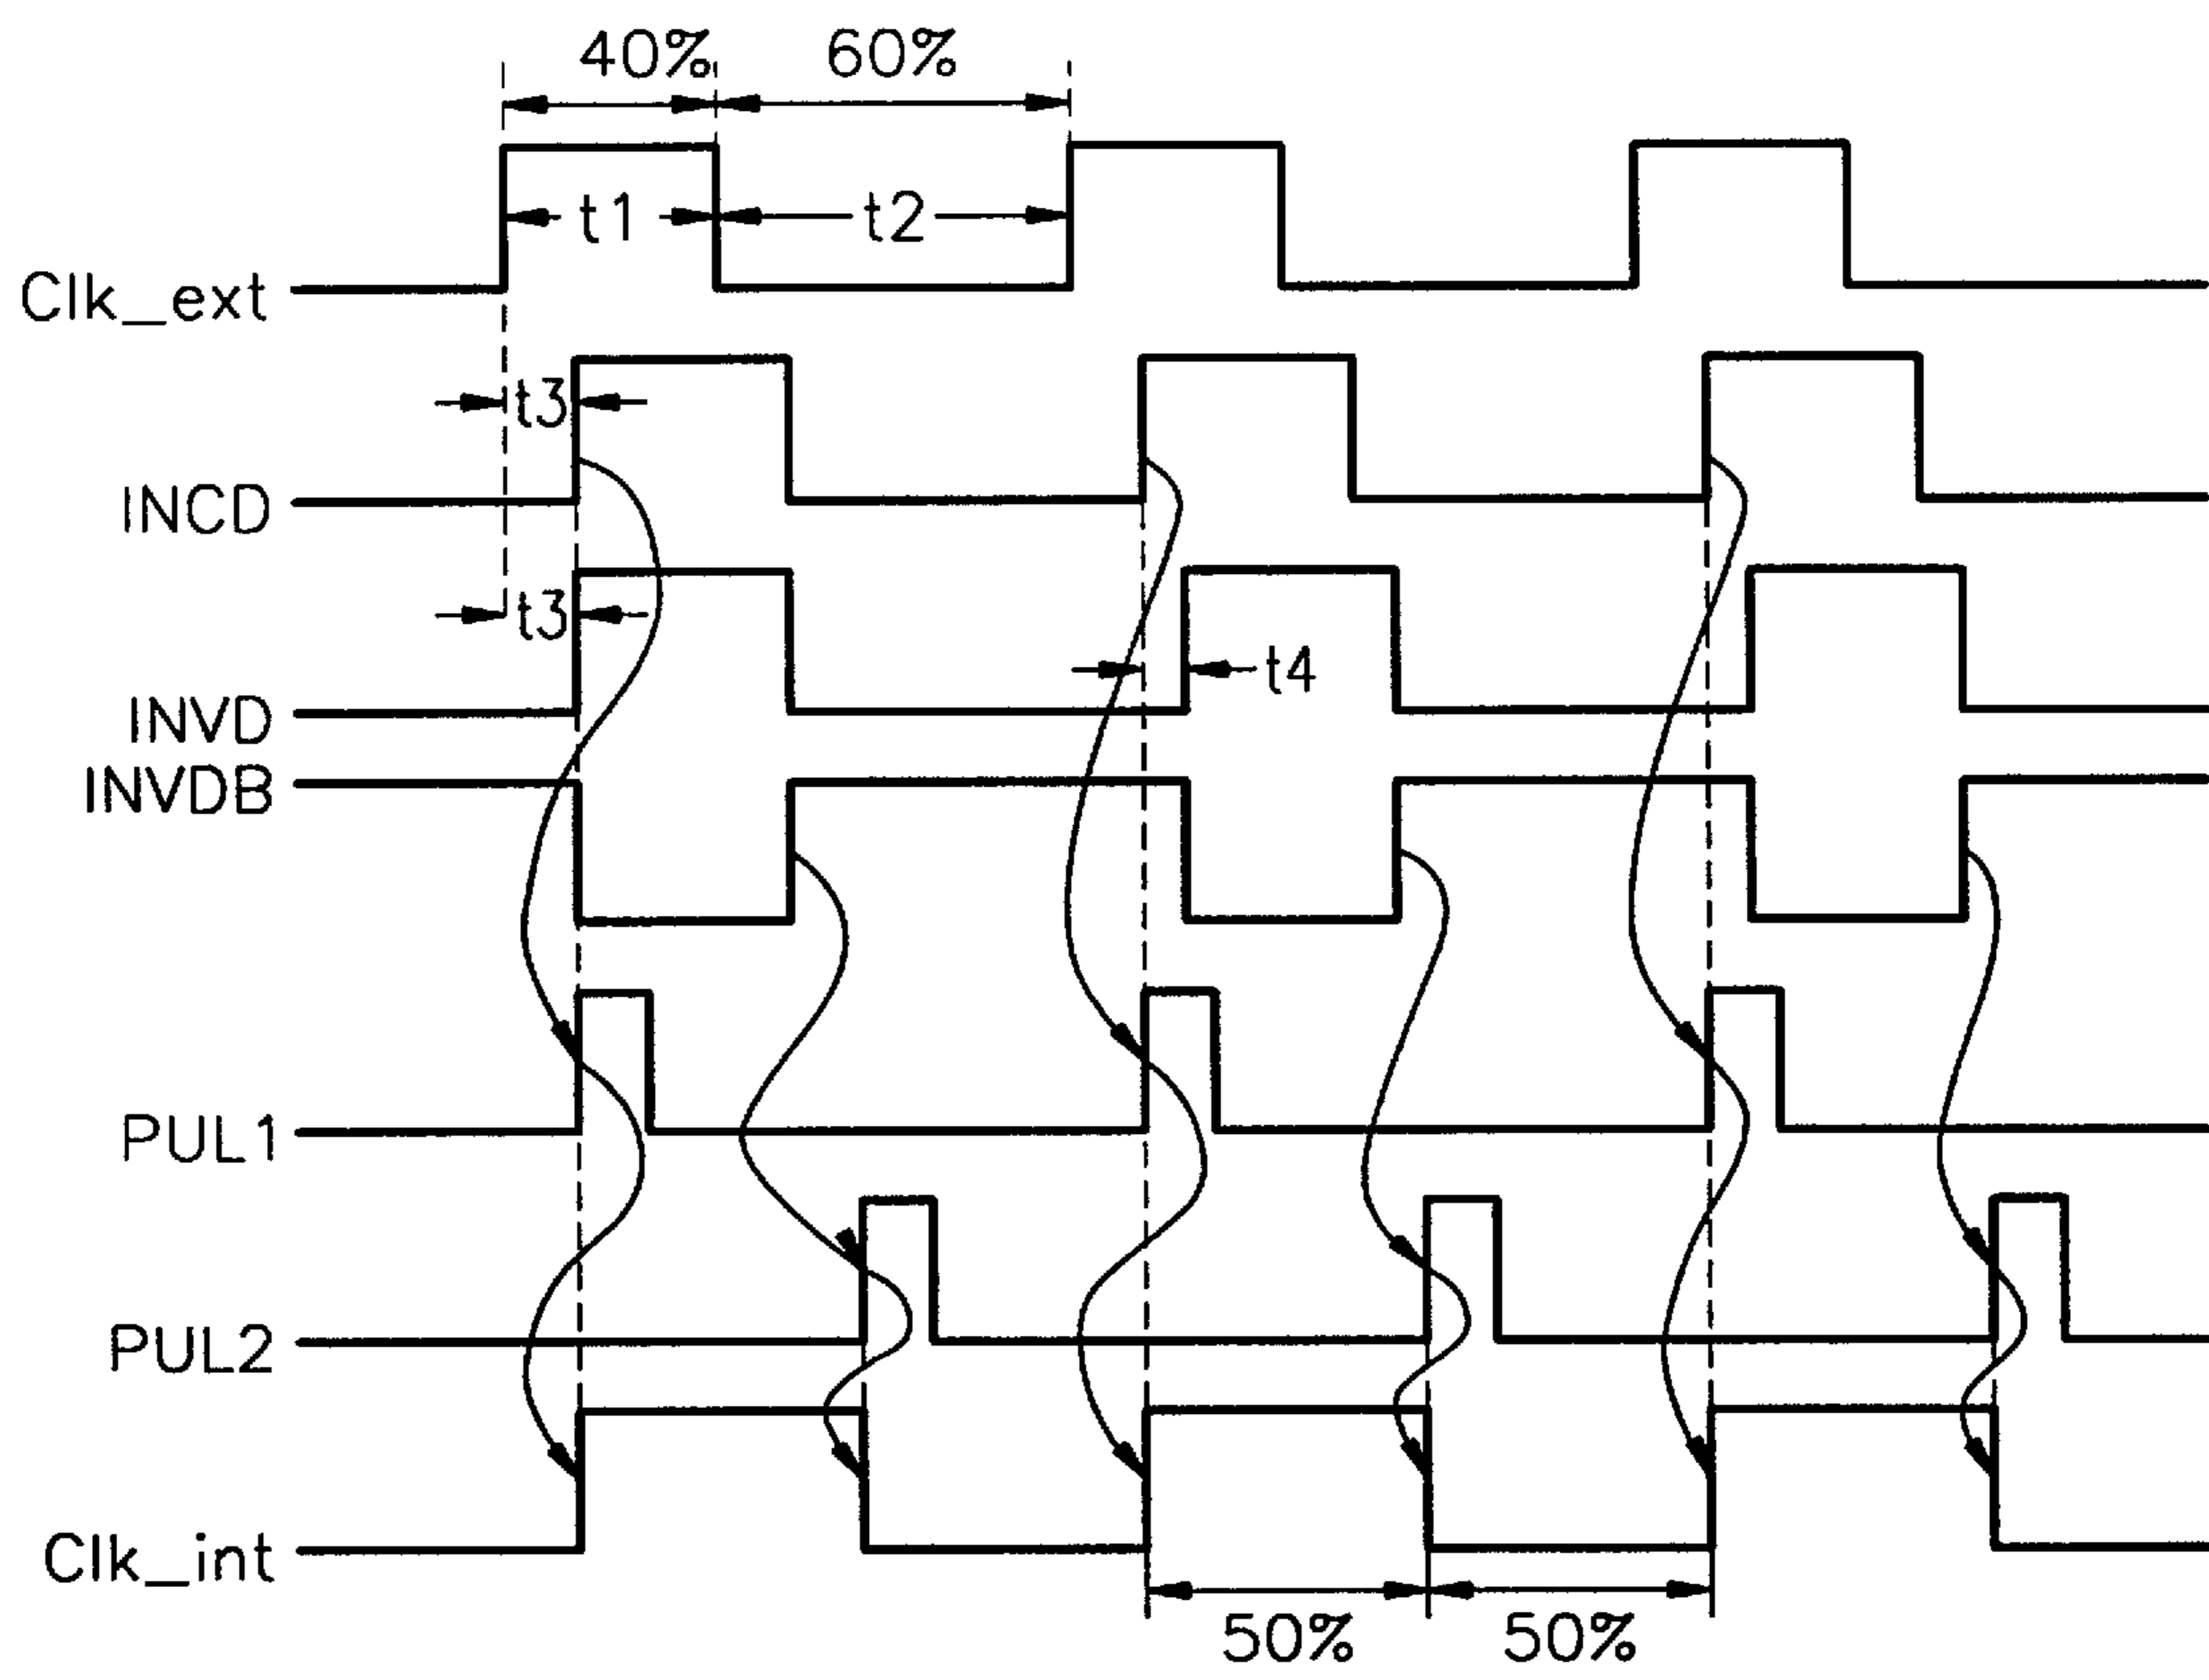 40% 60%
t1 t2
Clk_ext
t3
INCD
t3
t4
INVD
INVDB
PUL1
PUL2
Clk_int
50% 50%